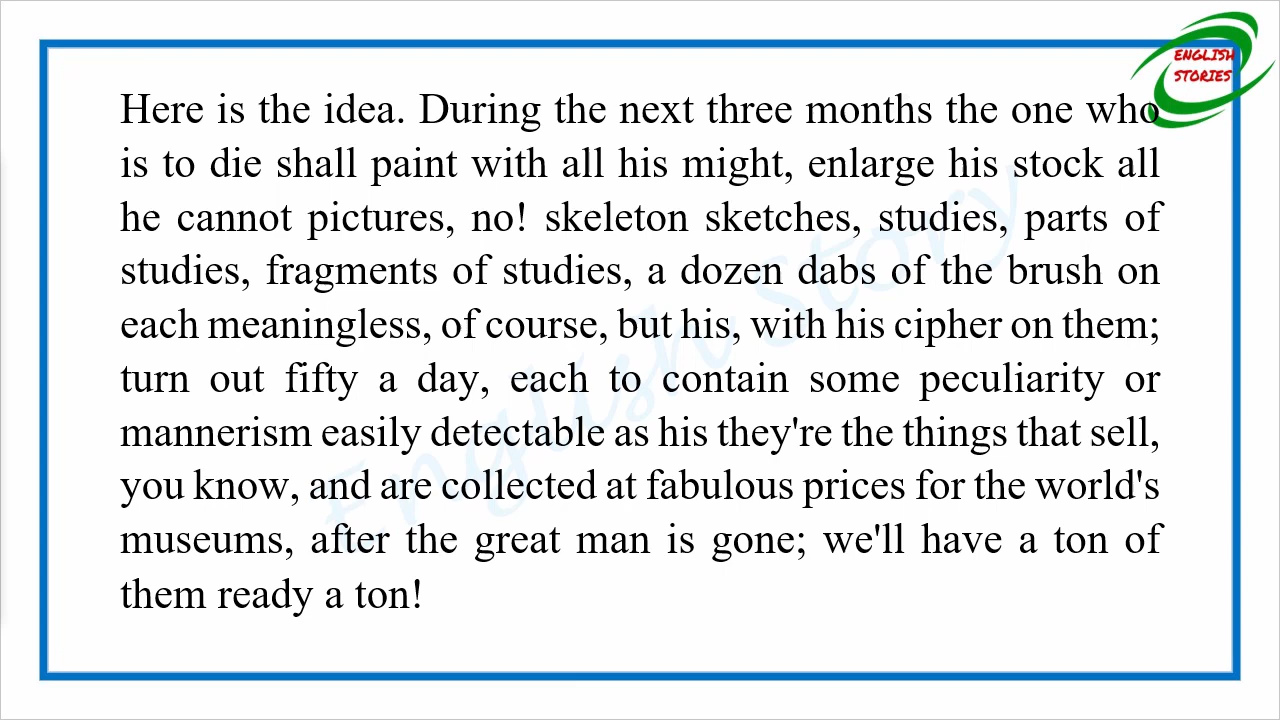 ENGLISH
STORIES
Here is the idea. During the next three months the one who
is to die shall paint with all his might, enlarge his stock all
he cannot pictures, no! skeleton sketches, studies, parts of
studies, fragments of studies, a dozen dabs of the brush on
each meaningless, of course, but his, with his cipher on them;
turn out fifty a day, each to contain some peculiarity or
mannerism easily detectable as his they're the things that sell,
you know, and are collected at fabulous prices for the world's
museums, after the great man is gone; we'll have a ton of
them ready a ton!
English Story